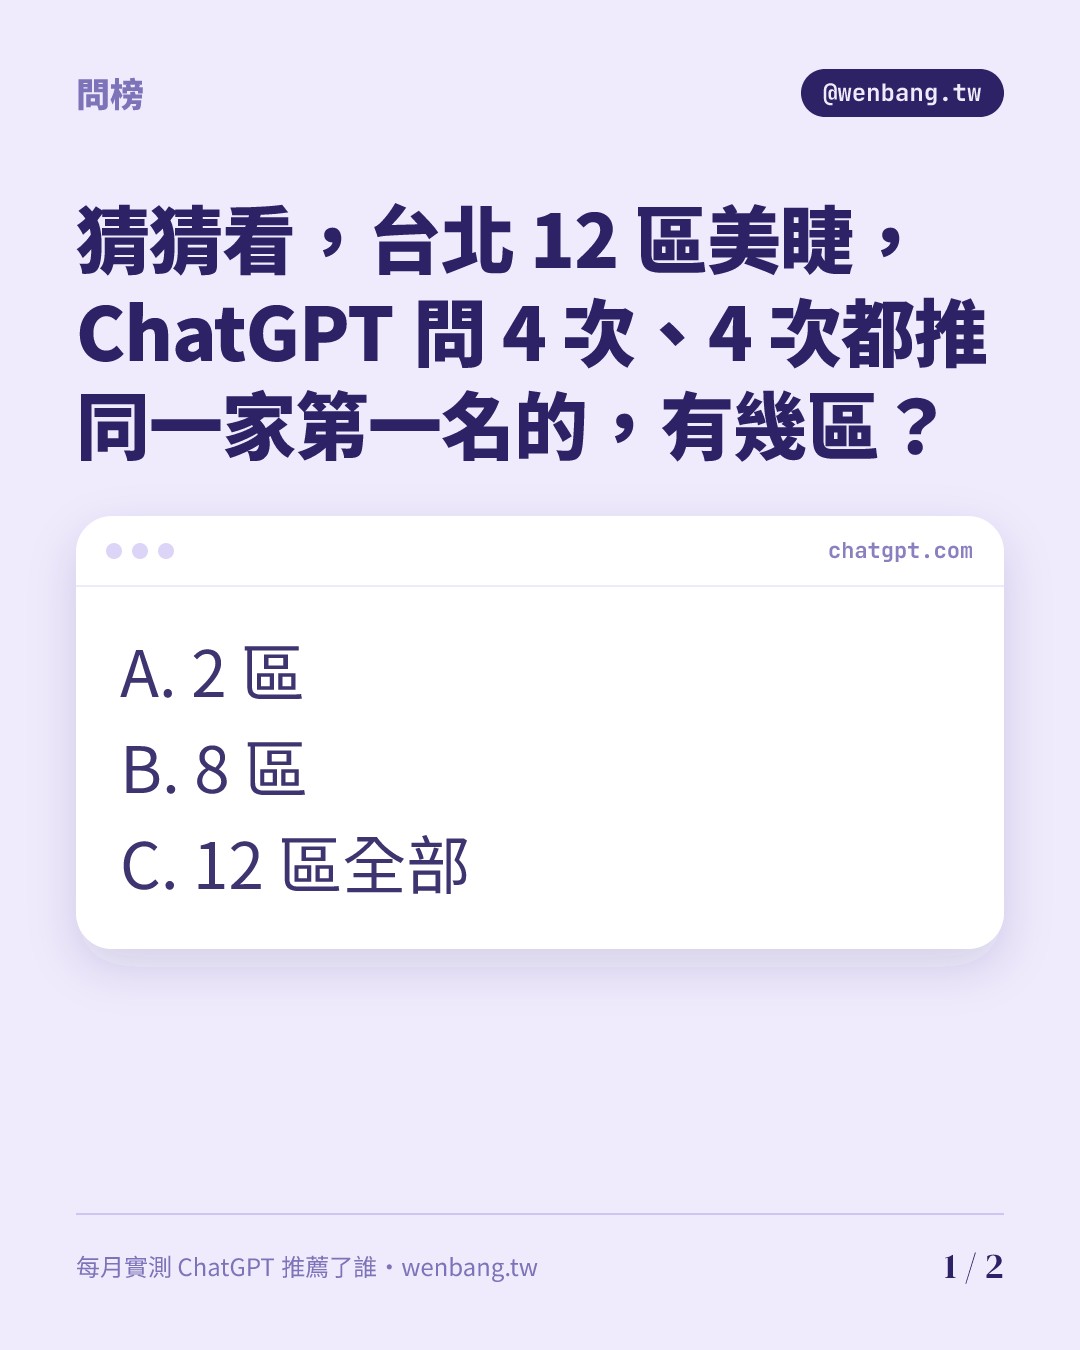 問榜
@wenbang.tw
猜猜看，台北 12 區美睫，
ChatGPT 問 4 次、4 次都推
同一家第一名的，有幾區？
chatgpt.com
A. 2 區
B. 8 區
C. 12 區全部
每月實測 ChatGPT 推薦了誰・wenbang.tw
1 / 2